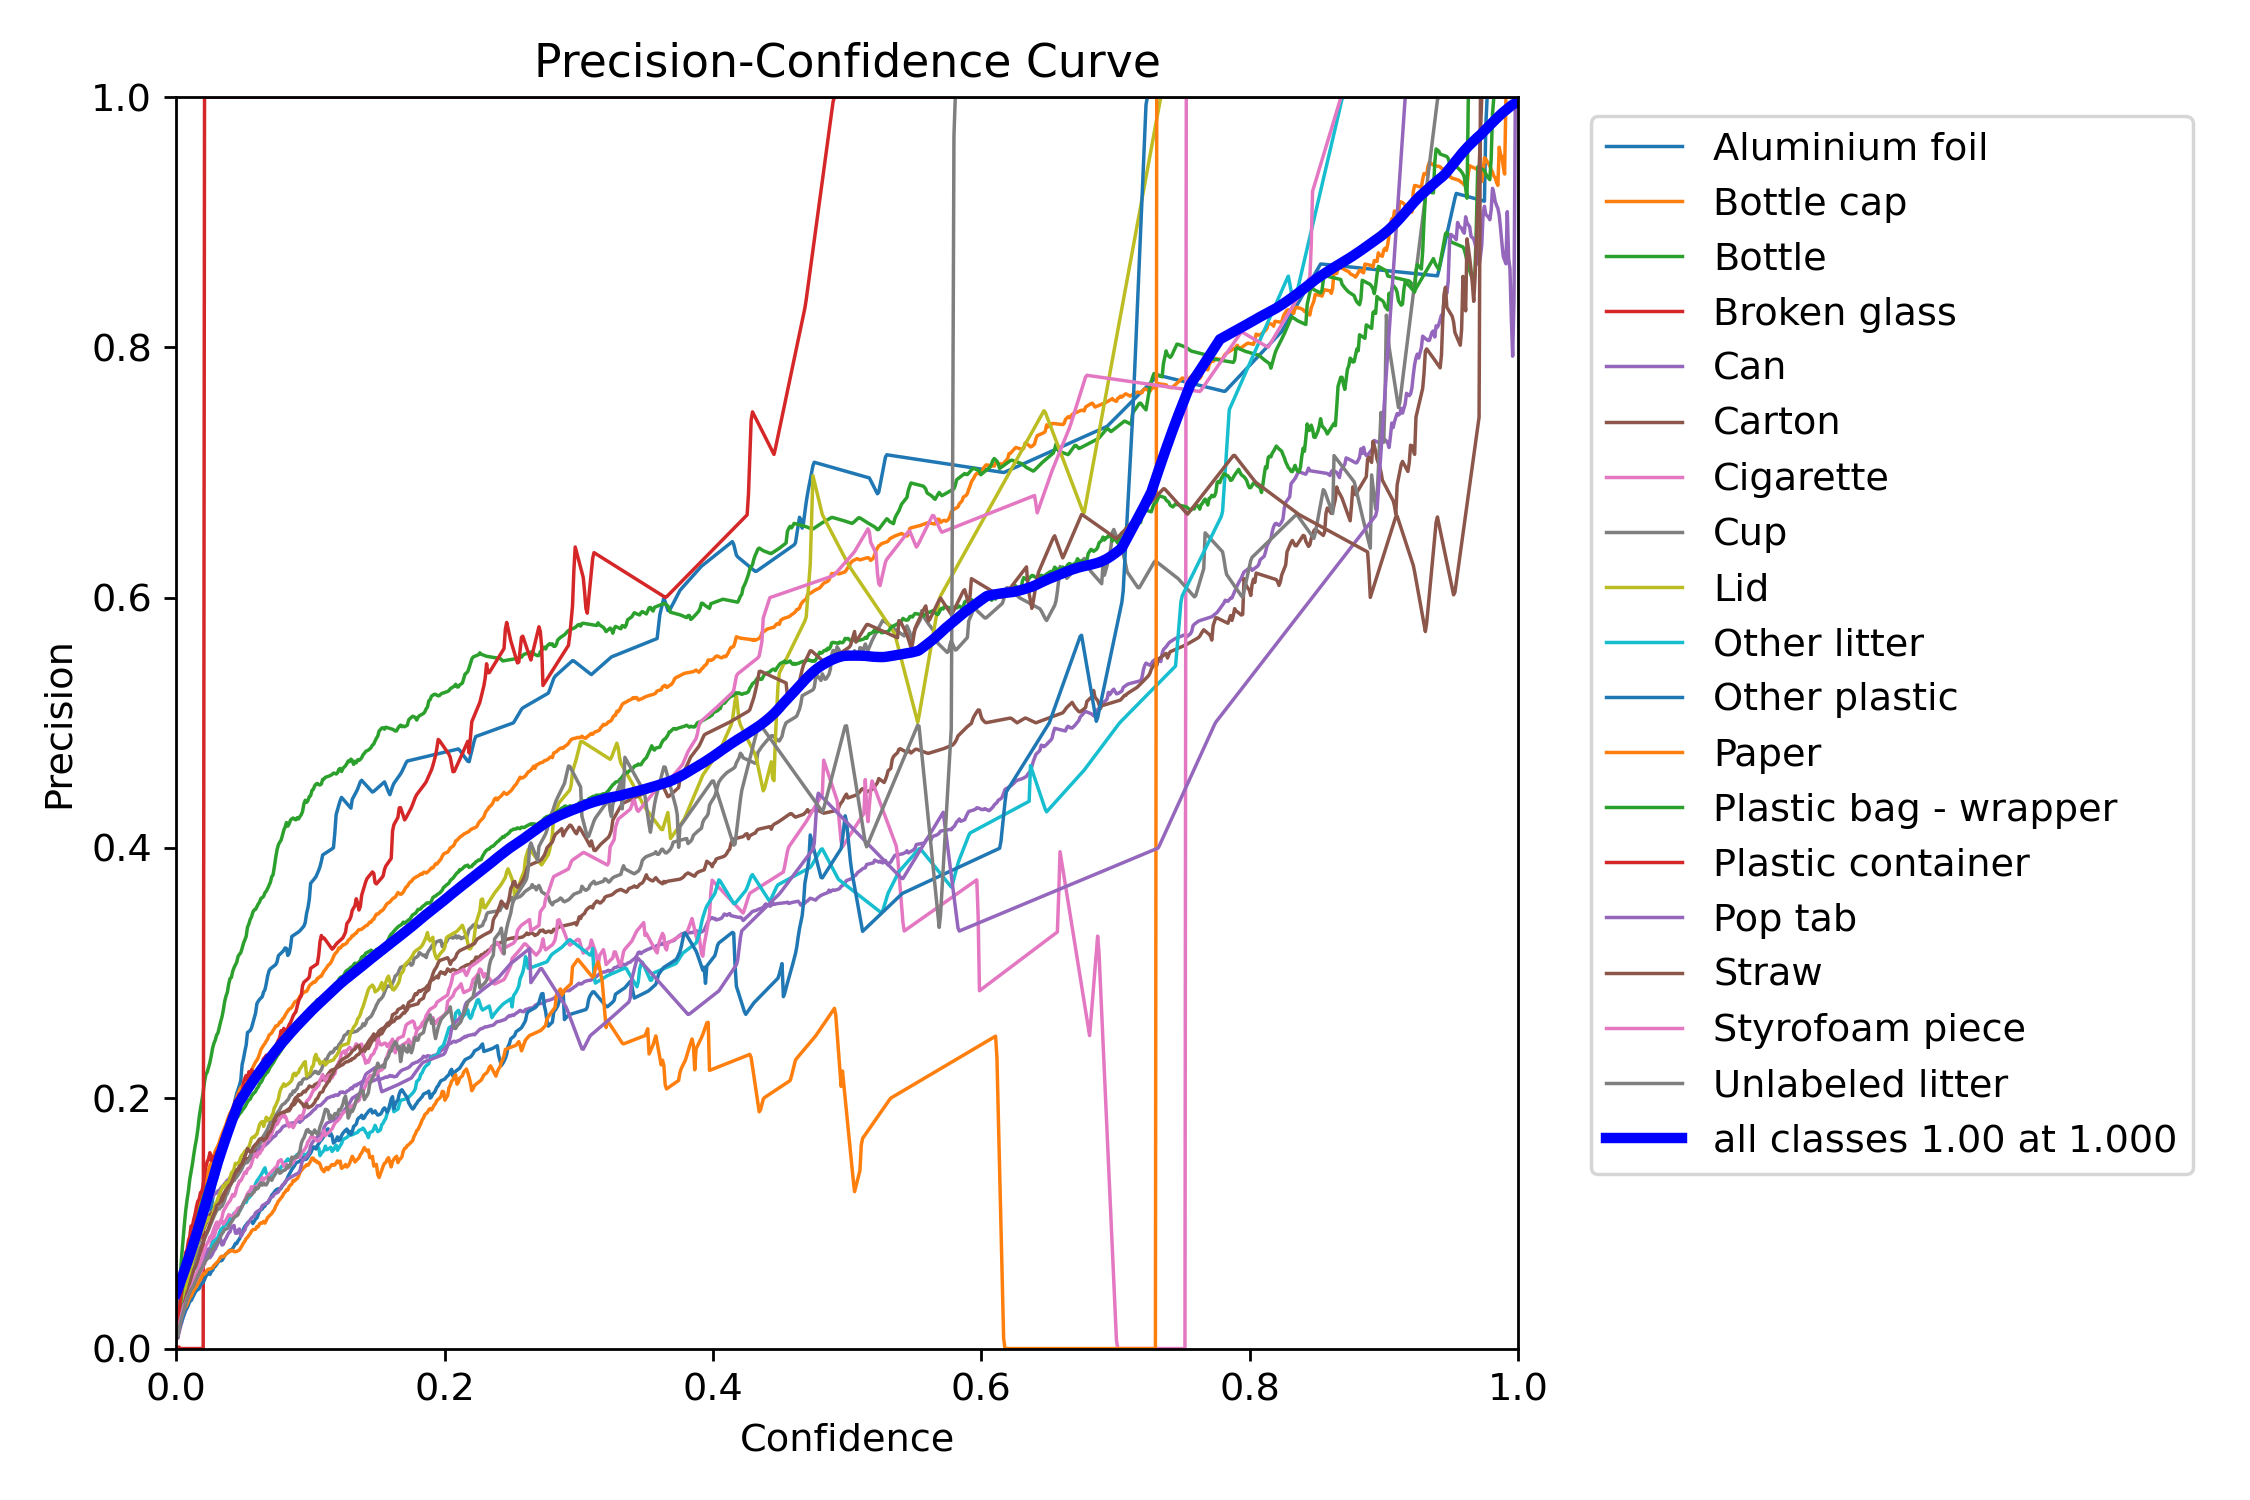 Precision-Confidence Curve
1.0
0.8
0.6
0.4
0.2
0.0
Precision
0.0 0.2 0.4 0.6 0.8 1.0
Confidence
Aluminium foil
Bottle cap
Bottle
Broken glass
Can
Carton
Cigarette
Cup
Lid
Other litter
Other plastic
Paper
Plastic bag - wrapper
Plastic container
Pop tab
Straw
Styrofoam piece
Unlabeled litter
all classes 1.00 at 1.000